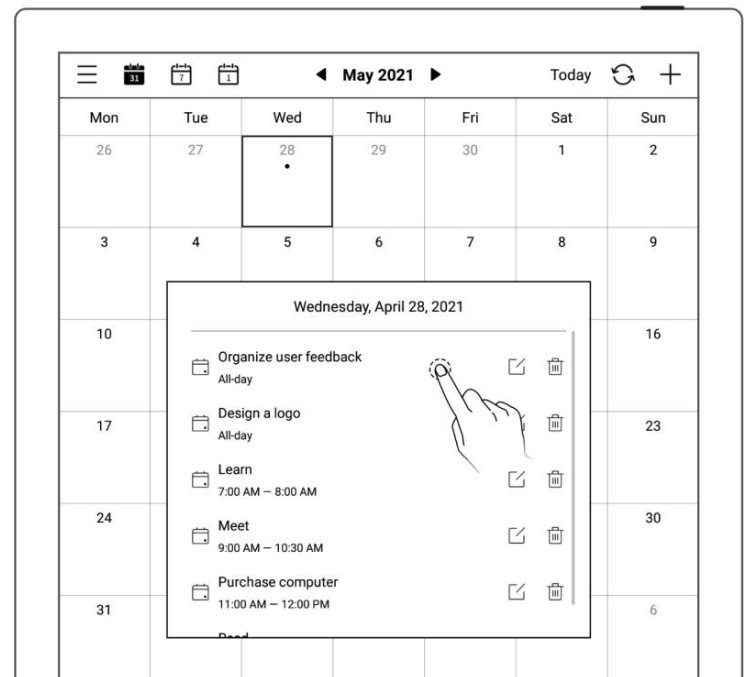 31 7 1 May 2021 Today
Mon Tue Wed Thu Fri Sat Sun
26 27 28 29 30 1 2
3 4 5 6 7 8 9
Wednesday, April 28, 2021
10 16
Organize user feedback
All-day
Design a logo
All-day
17 23
Learn
7:00 AM — 8:00 AM
24 30
Meet
9:00 AM — 10:30 AM
Purchase computer
11:00 AM — 12:00 PM
31 6